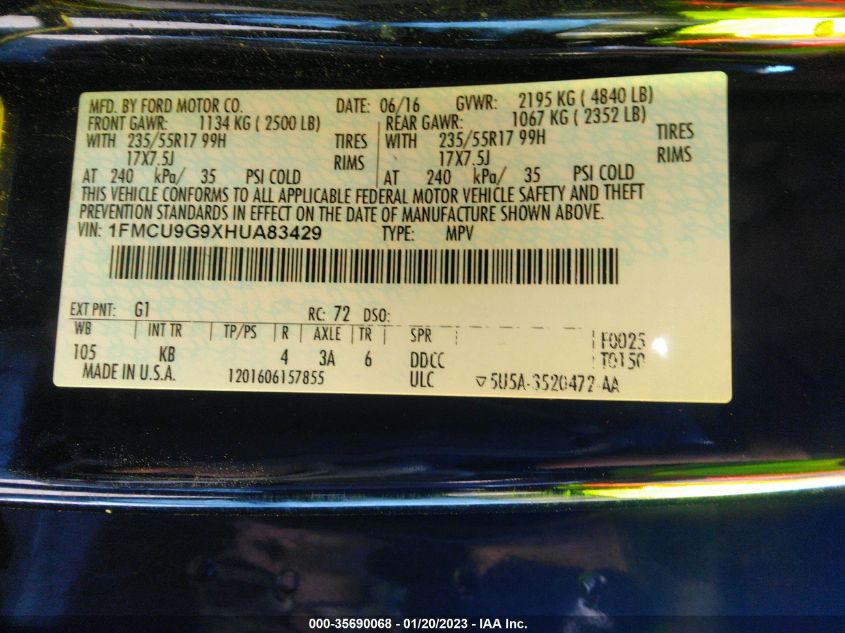 MFD. BY FORD MOTOR CO. DATE: 06/16 GVWR: 2195 KG ( 4840 LB)
FRONT GAWR: 1134 KG ( 2500 LB) REAR GAWR: 1067 KG ( 2352 LB)
WITH 235/55R17 99H TIRES WITH 235/55R17 99H TIRES
17X7.5J RIMS 17X7.5J RIMS
AT 240 kPa/ 35 PSI COLD AT 240 kPa/ 35 PSI COLD
THIS VEHICLE CONFORMS TO ALL APPLICABLE FEDERAL MOTOR VEHICLE SAFETY AND THEFT
PREVENTION STANDARDS IN EFFECT ON THE DATE OF MANUFACTURE SHOWN ABOVE.
VIN: 1FMCU9G9XHUA83429 TYPE: MPV
EXT PNT: G1 RC: 72 DSO:
WB INT TR TP/PS R AXLE TR SPR F0025
105 KB 4 3A 6 DDCC T0150
MADE IN U.S.A. 1201606157855 ULC ▽5U5A-3520472-AA
000-35690068 - 01/20/2023 - IAA Inc.